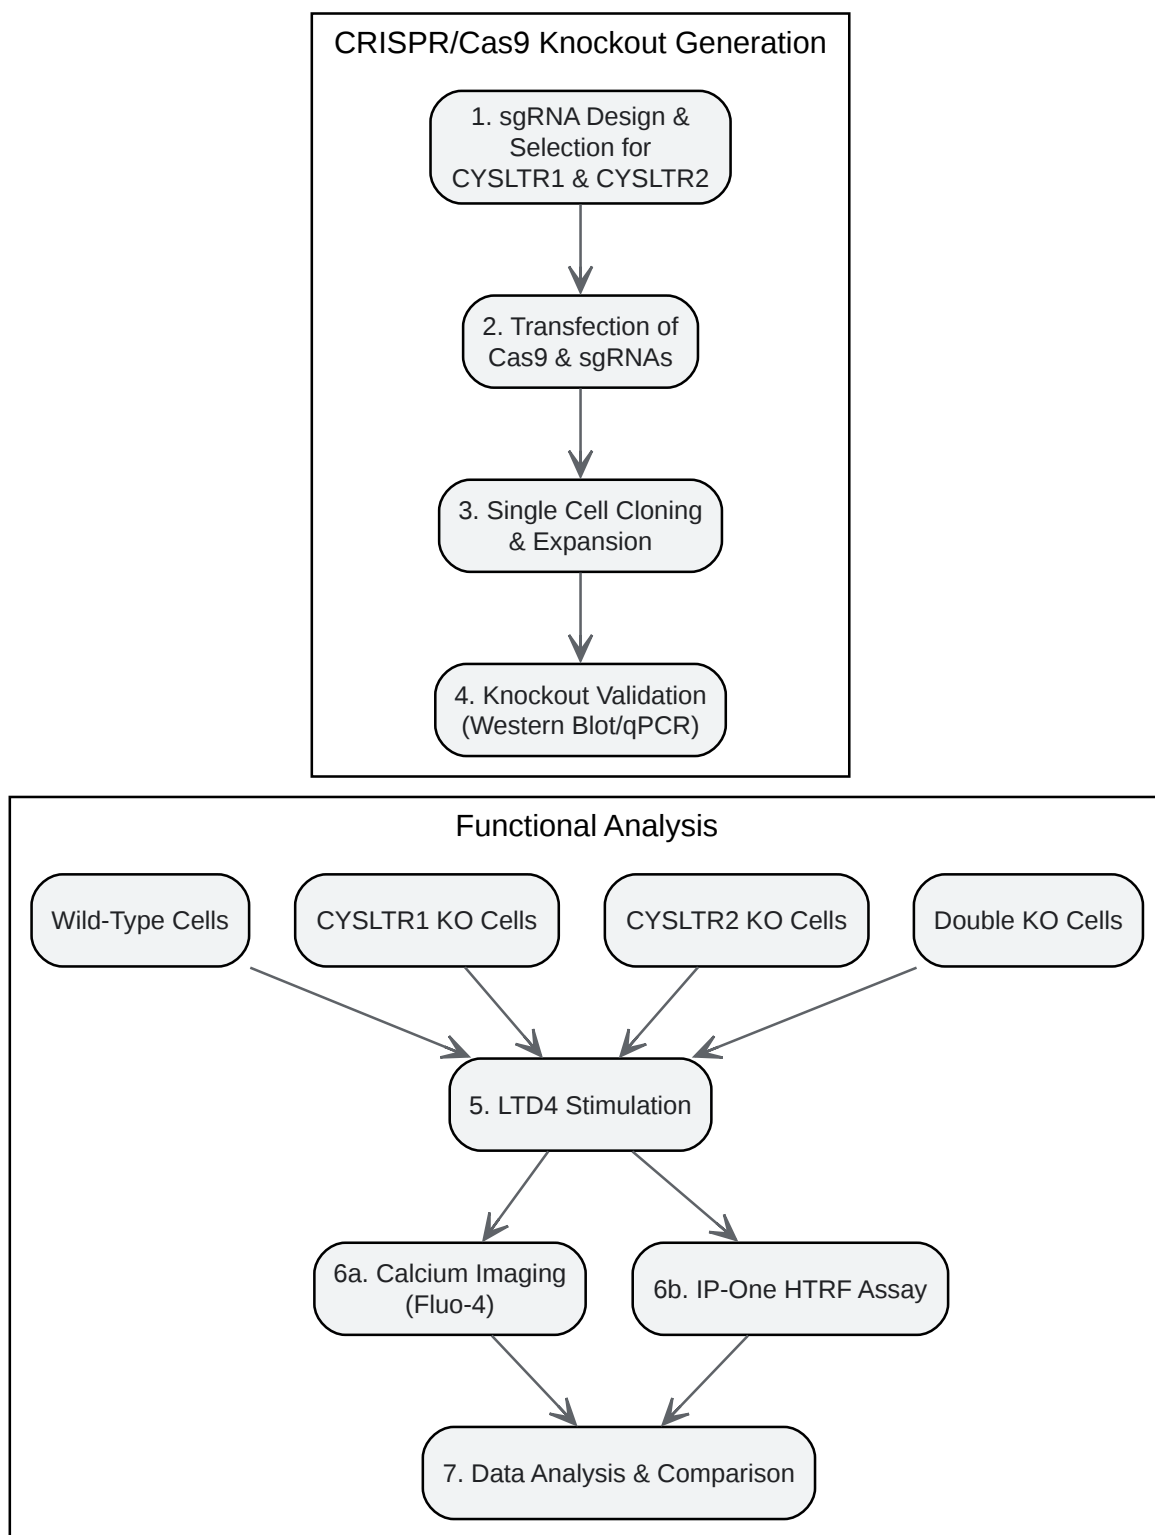 CRISPR/Cas9 Knockout Generation
1. sgRNA Design &
Selection for
CYSLTR1 & CYSLTR2
2. Transfection of
Cas9 & sgRNAs
3. Single Cell Cloning
& Expansion
4. Knockout Validation
(Western Blot/qPCR)
Functional Analysis
Wild-Type Cells
CYSLTR1 KO Cells
CYSLTR2 KO Cells
Double KO Cells
5. LTD4 Stimulation
6a. Calcium Imaging
(Fluo-4)
6b. IP-One HTRF Assay
7. Data Analysis & Comparison